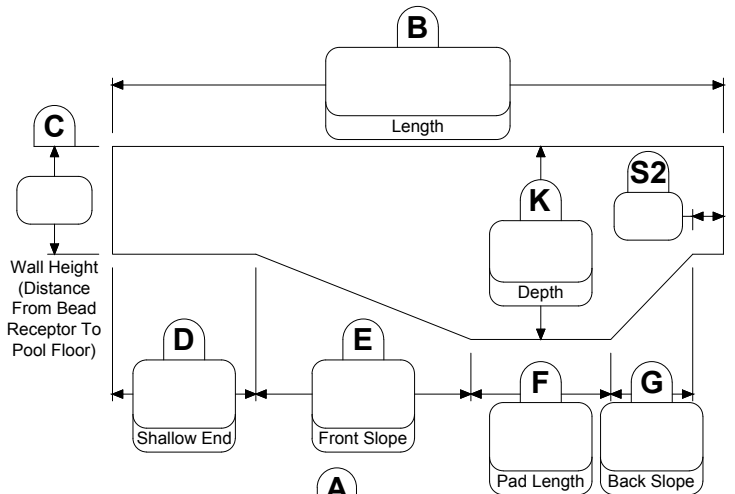 B
Length
C
S2
K
Wall Height
(Distance
From Bead
Receptor To
Pool Floor)
Depth
D
E
F
G
Shallow End
Front Slope
A
Pad Length
Back Slope